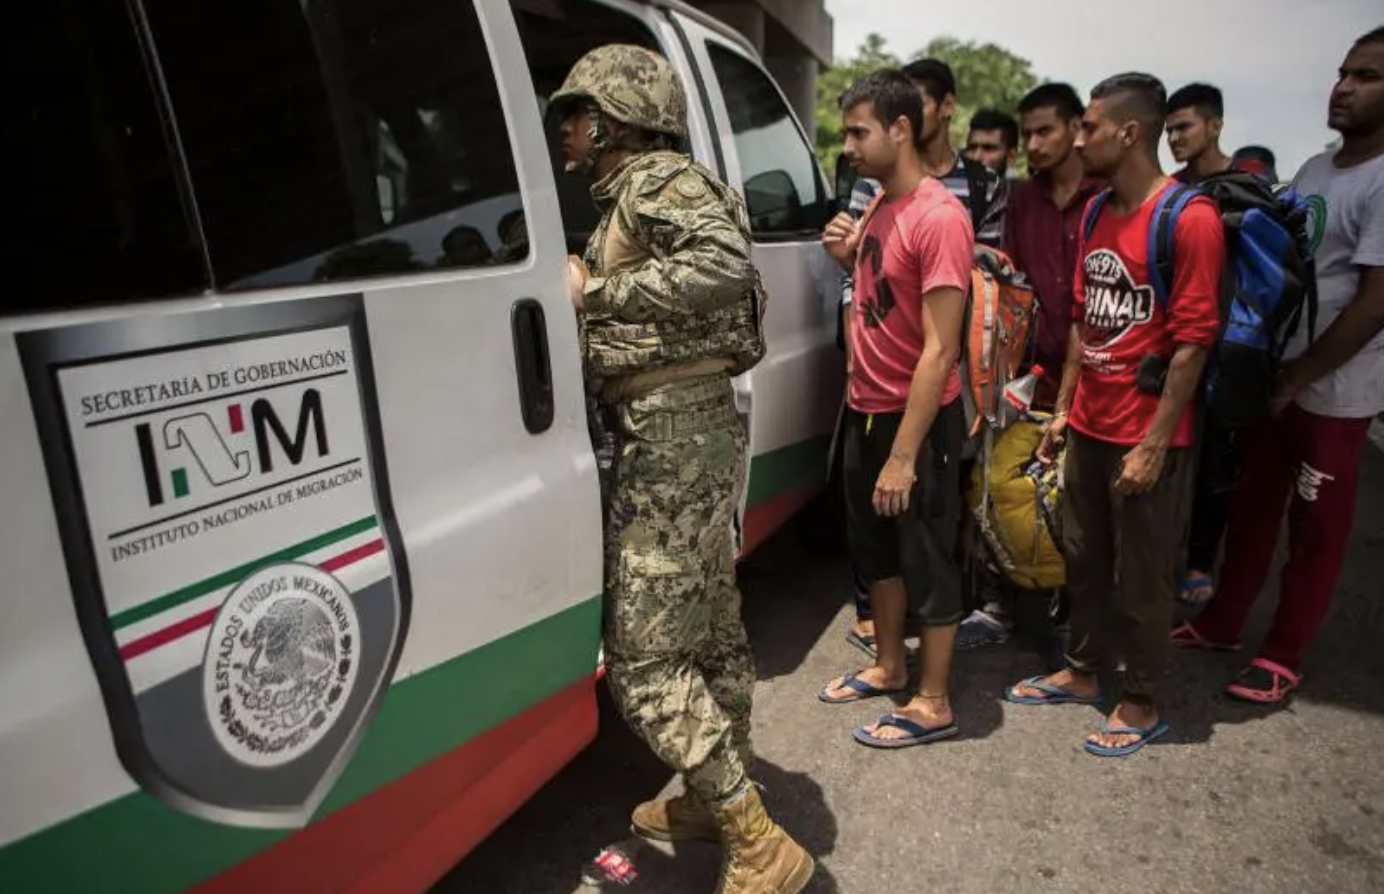 SECRETARÍA DE GOBERNACIÓN
INM
INSTITUTO NACIONAL DE MIGRACIÓN
ESTADOS UNIDOS MEXICANOS